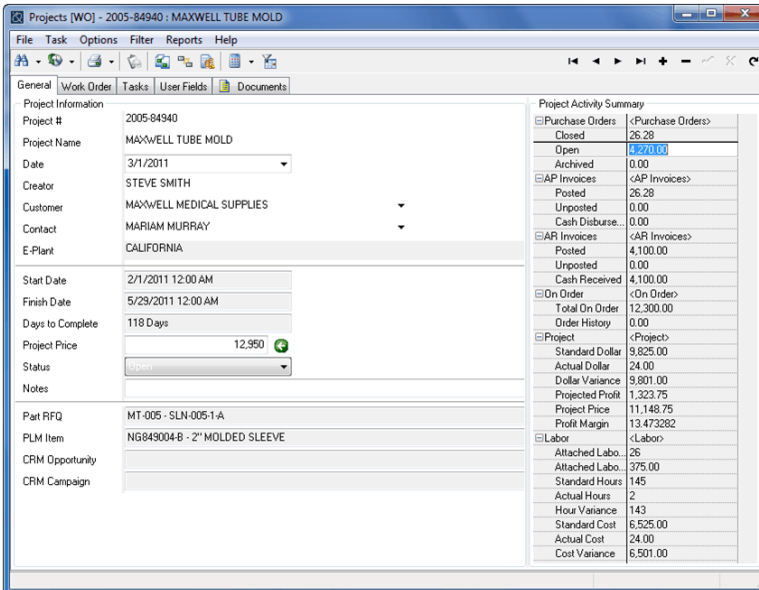 Projects [WO] - 2005-84940 : MAXWELL TUBE MOLD
File Task Options Filter Reports Help
General Work Order Tasks User Fields Documents
Project Information
Project # 2005-84940
Project Name MAXWELL TUBE MOLD
Date 3/1/2011
Creator STEVE SMITH
Customer MAXWELL MEDICAL SUPPLIES
Contact MARIAM MURRAY
E-Plant CALIFORNIA
Start Date 2/1/2011 12:00 AM
Finish Date 5/29/2011 12:00 AM
Days to Complete 118 Days
Project Price 12,950
Status Open
Notes
Part RFQ MT-005 - SLN-005-1-A
PLM Item NG849004-B - 2" MOLDED SLEEVE
CRM Opportunity
CRM Campaign
Project Activity Summary
Purchase Orders <Purchase Orders>
Closed 26.28
Open 4,270.00
Archived 0.00
AP Invoices <AP Invoices>
Posted 26.28
Unposted 0.00
Cash Disburse... 0.00
AR Invoices <AR Invoices>
Posted 4,100.00
Unposted 0.00
Cash Received 4,100.00
On Order <On Order>
Total On Order 12,300.00
Order History 0.00
Project <Project>
Standard Dollar 9,825.00
Actual Dollar 24.00
Dollar Variance 9,801.00
Projected Profit 1,323.75
Project Price 11,148.75
Profit Margin 13.473282
Labor <Labor>
Attached Labo... 26
Attached Labo... 375.00
Standard Hours 145
Actual Hours 2
Hour Variance 143
Standard Cost 6,525.00
Actual Cost 24.00
Cost Variance 6,501.00